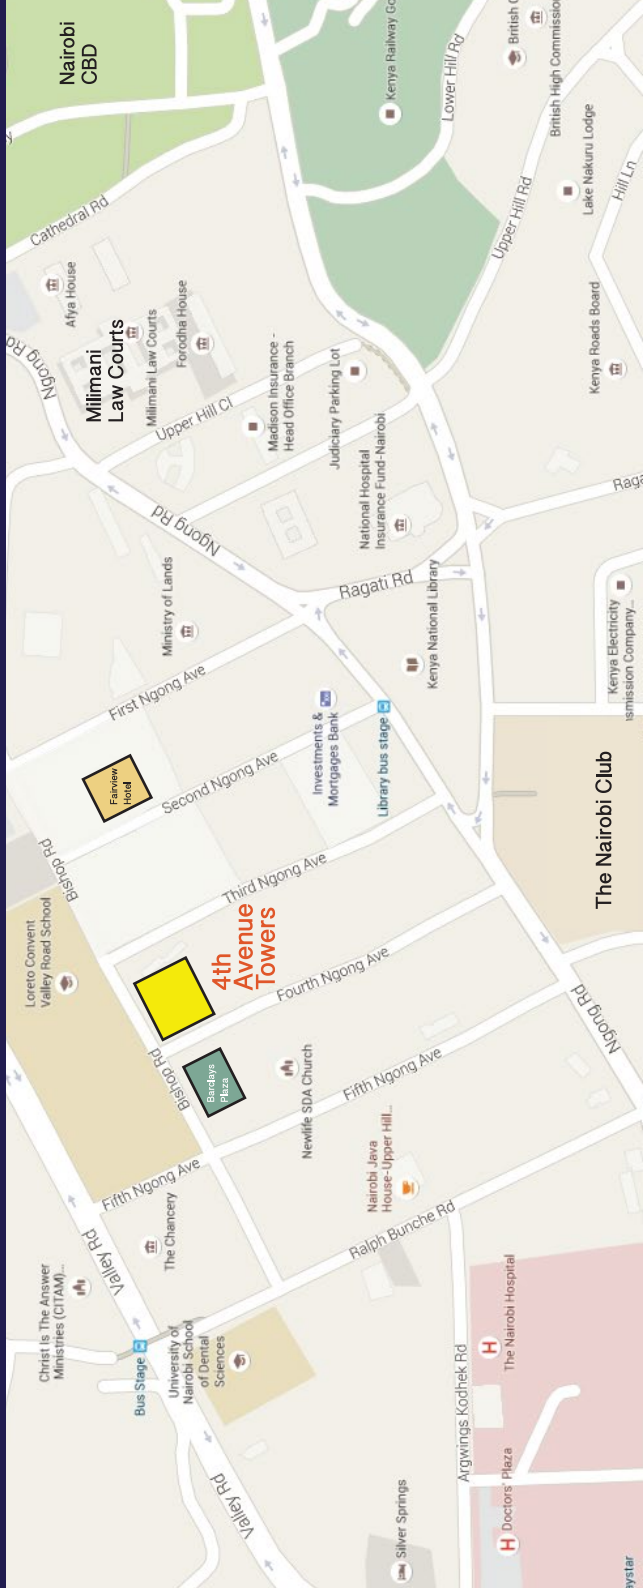 Nairobi
CBD
Kenya Railway Go
Lower Hill Rd
British C
British High Commissio
Cathedral Rd
Upper Hill Rd
Lake Nakuru Lodge
Hill Ln
Afya House
Ngong Rd
Milimani
Law Courts
Milimani Law Courts
Forodha House
Upper Hill Cl
Madison Insurance -
Head Office Branch
Judiciary Parking Lot
Kenya Roads Board
National Hospital
Insurance Fund-Nairobi
Raga
Ngong Rd
Ministry of Lands
Ragati Rd
Kenya National Library
Kenya Electricity
smission Company...
First Ngong Ave
Fairview
Hotel
Second Ngong Ave
Investments &
Mortgages Bank
Library bus stage
The Nairobi Club
Bishop Rd
Third Ngong Ave
Loreto Convent
Valley Road School
4th
Avenue
Towers
Fourth Ngong Ave
Bishop Rd
Barclays
Plaza
Newlife SDA Church
Fifth Ngong Ave
Ngong Rd
Fifth Ngong Ave
Nairobi Java
House-Upper Hill...
The Chancery
Valley Rd
Ralph Bunche Rd
Christ Is The Answer
Ministries (CITAM)...
Bus Stage
University of
Nairobi School
of Dental
Sciences
H
The Nairobi Hospital
Argwings Kodhek Rd
Valley Rd
Silver Springs
H
Doctors' Plaza
ystar